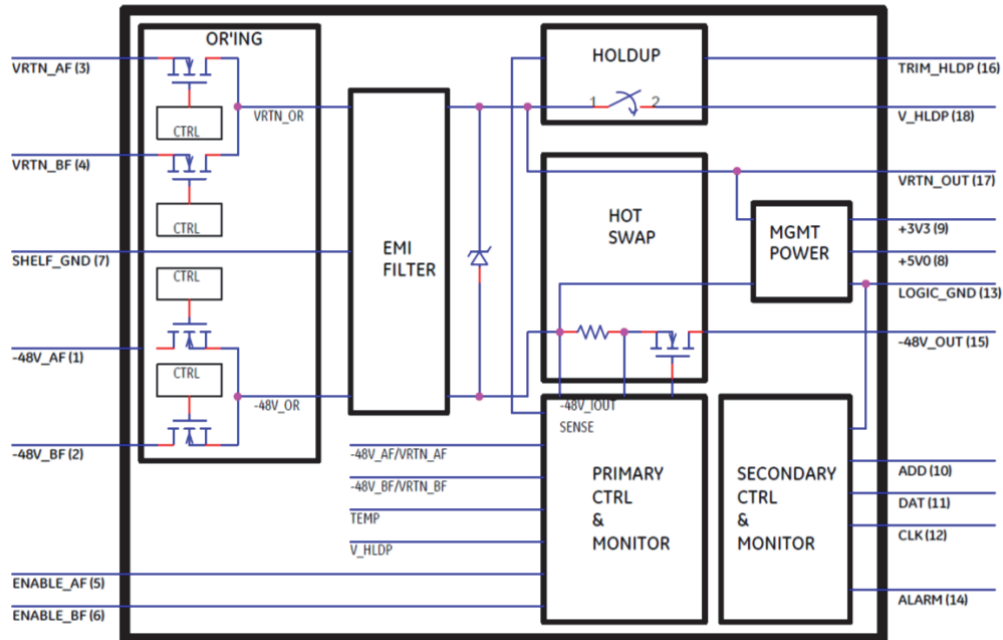 OR'ING
VRTN_AF (3)
CTRL
VRTN_OR
VRTN_BF (4)
CTRL
SHELF_GND (7)
CTRL
-48V_AF (1)
CTRL
-48V_OR
-48V_BF (2)
EMI
FILTER
HOLDUP
1 2
TRIM_HLDP (16)
V_HLDP (18)
HOT
SWAP
VRTN_OUT (17)
MGMT
POWER
+3V3 (9)
+5V0 (8)
LOGIC_GND (13)
-48V_OUT (15)
-48V_IOUT
SENSE
-48V_AF/VRTN_AF
-48V_BF/VRTN_BF
TEMP
V_HLDP
ENABLE_AF (5)
ENABLE_BF (6)
PRIMARY
CTRL
&
MONITOR
SECONDARY
CTRL
&
MONITOR
ADD (10)
DAT (11)
CLK (12)
ALARM (14)